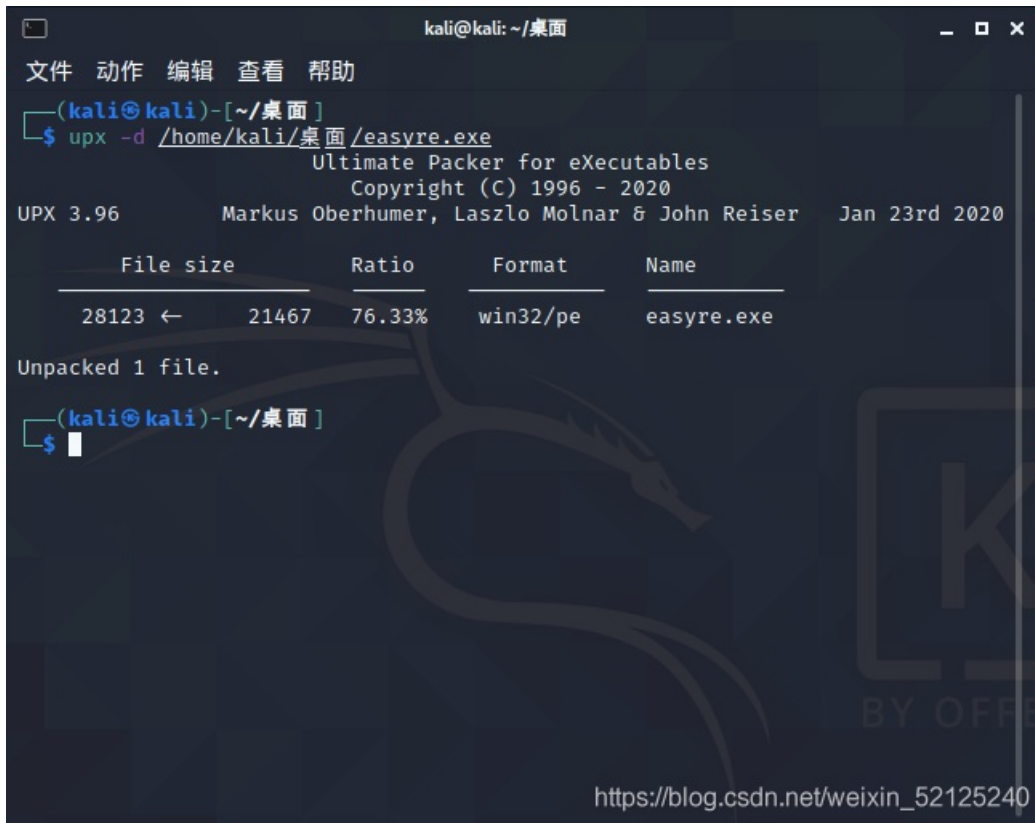 kali@kali: ~/桌面
文件 动作 编辑 查看 帮助
┌──(kali㉿kali)-[~/桌面]
└─$ upx -d /home/kali/桌面/easyre.exe
Ultimate Packer for eXecutables
Copyright (C) 1996 - 2020
UPX 3.96 Markus Oberhumer, Laszlo Molnar & John Reiser Jan 23rd 2020
File size Ratio Format Name
28123 ← 21467 76.33% win32/pe easyre.exe
Unpacked 1 file.
┌──(kali㉿kali)-[~/桌面]
└─$
K
BY OFFE
https://blog.csdn.net/weixin_52125240